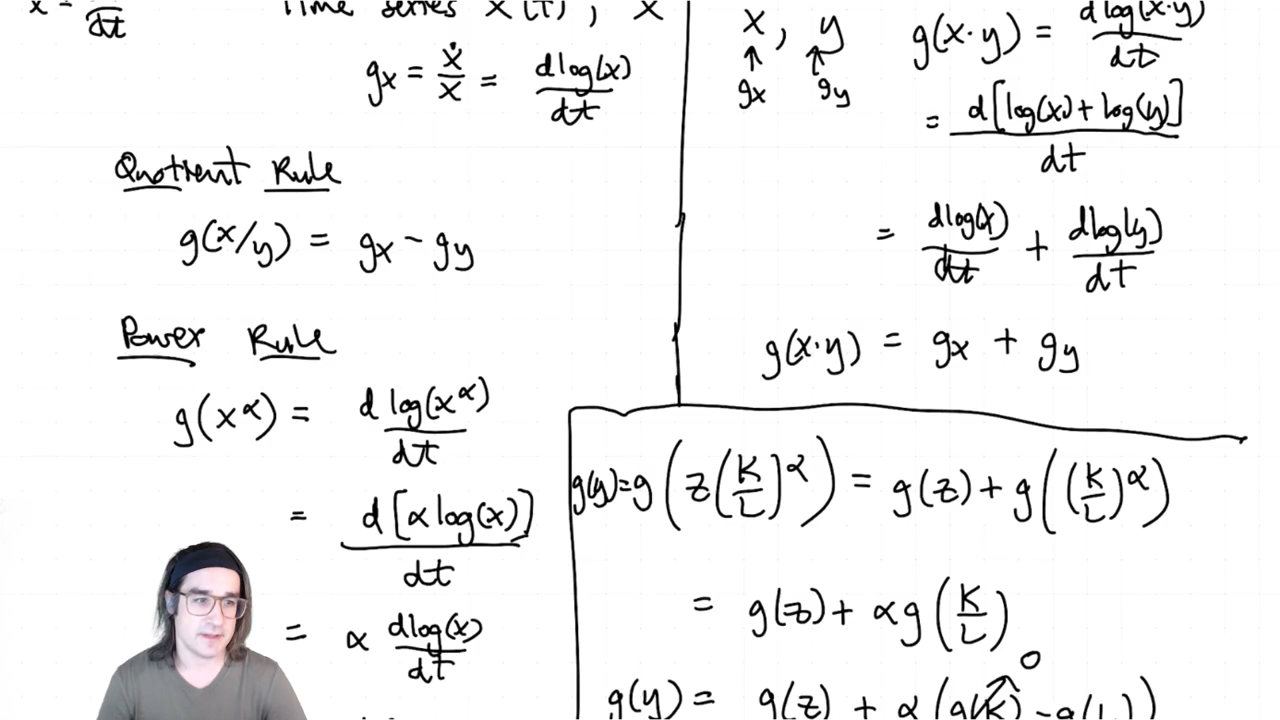 ẋ = —
dt
Time series X(T), X
gx = ẋ/x = dlog(x)/dt
Quotient Rule
g(x/y) = gx - gy
Power Rule
g(x^α) = d log(x^α)/dt
= d[α log(x)]/dt
= α dlog(x)/dt
x, y
↑ ↑
gx gy
g(x·y) = dlog(x·y)/dt
= d[log(x) + log(y)]/dt
= dlog(x)/dt + dlog(y)/dt
g(x·y) = gx + gy
g(y) = g(z(K/L)^α) = g(z) + g((K/L)^α)
= g(z) + αg(K/L)
0
g(y) = g(z) + α(g(K) - g(L))